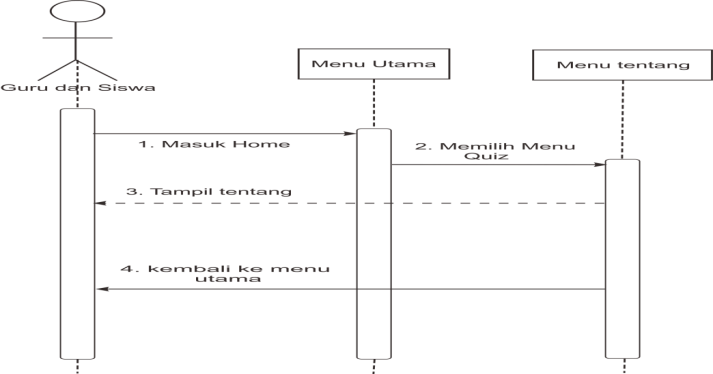 Guru dan Siswa
Menu Utama
Menu tentang
1. Masuk Home
2. Memilih Menu
Quiz
3. Tampil tentang
4. kembali ke menu
utama